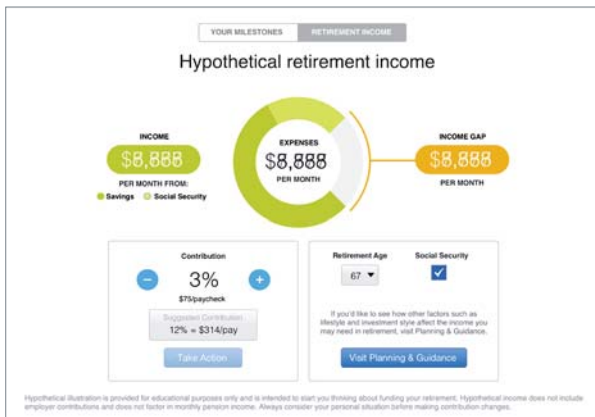 YOUR MILESTONES
RETIREMENT INCOME
Hypothetical retirement income
INCOME
$8,888
PER MONTH FROM:
Savings
Social Security
EXPENSES
$8,888
PER MONTH
INCOME GAP
$8,888
PER MONTH
Contribution
3%
$75/paycheck
Suggested Contribution
12% = $314/pay
Take Action
Retirement Age
Social Security
67
If you'd like to see how other factors such as
lifestyle and investment style affect the income you
may need in retirement, visit Planning & Guidance.
Visit Planning & Guidance
Hypothetical illustration is provided for educational purposes only and is intended to start you thinking about funding your retirement. Hypothetical income does not include
employer contributions and does not factor in monthly pension income. Always consider your personal situation before making contribution changes.